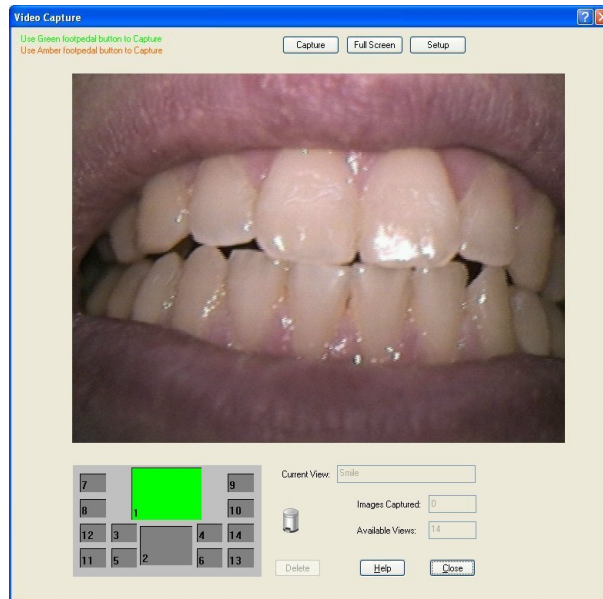 Video Capture
Use Green footpedal button to Capture
Use Amber footpedal button to Capture
Capture Full Screen Setup
7 9
8 1 10
12 3 2 4 14
11 5 6 13
Current View: Smile
Images Captured: 0
Available Views: 14
Delete Help Close